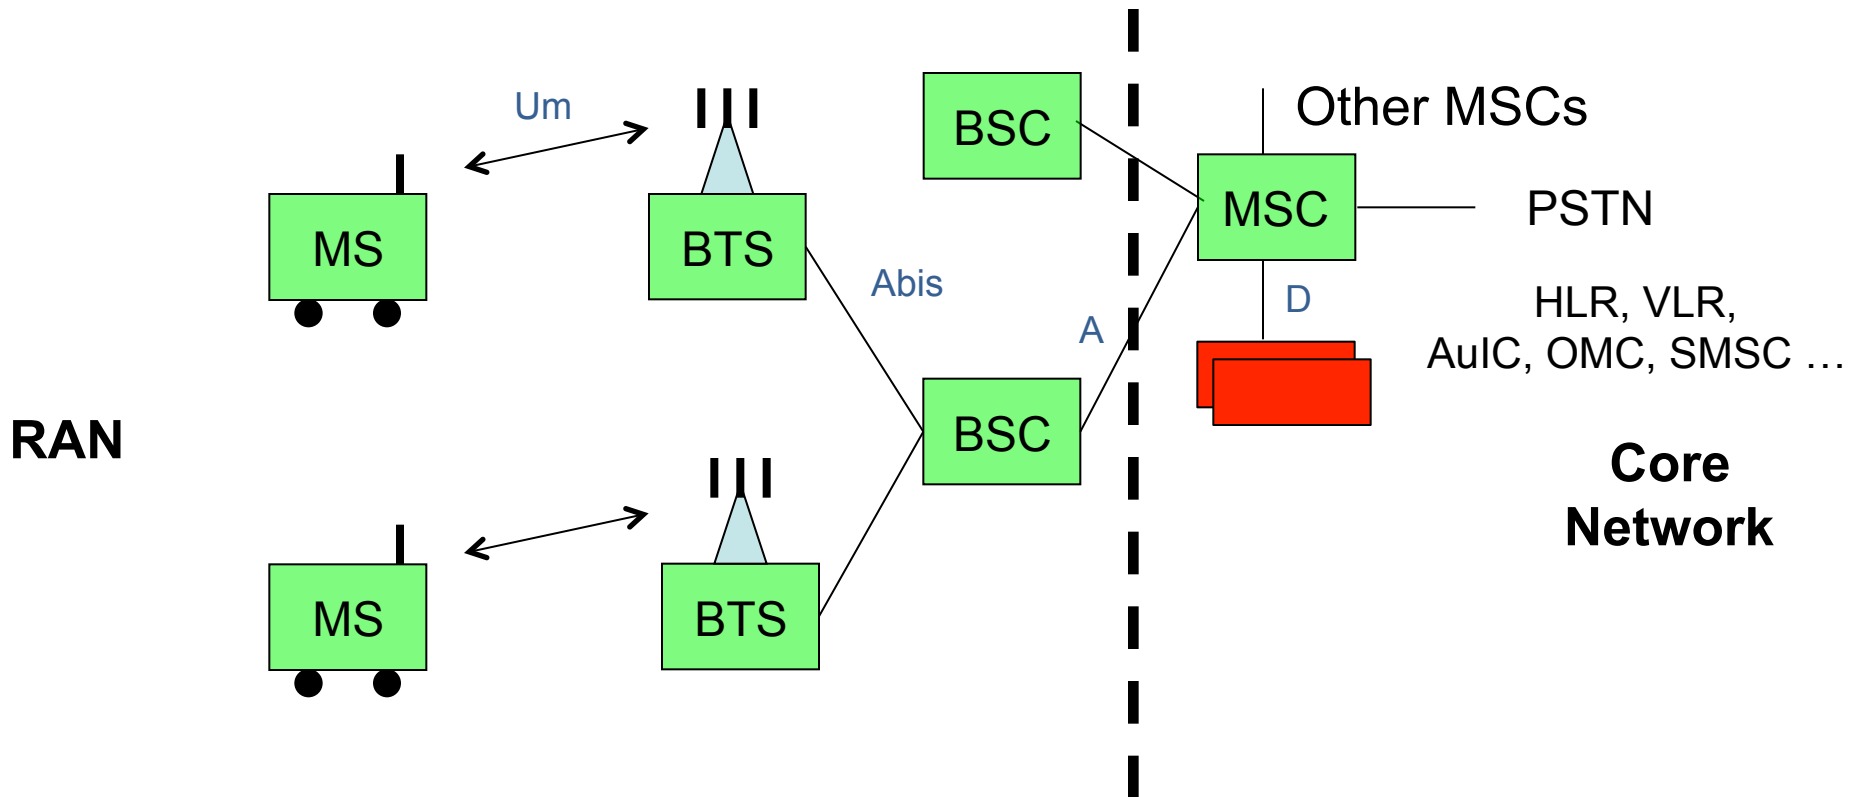 Um
BSC
Other MSCs
MS
BTS
MSC
PSTN
Abis
A
D
HLR, VLR,
AuIC, OMC, SMSC …
RAN
BSC
Core
Network
MS
BTS